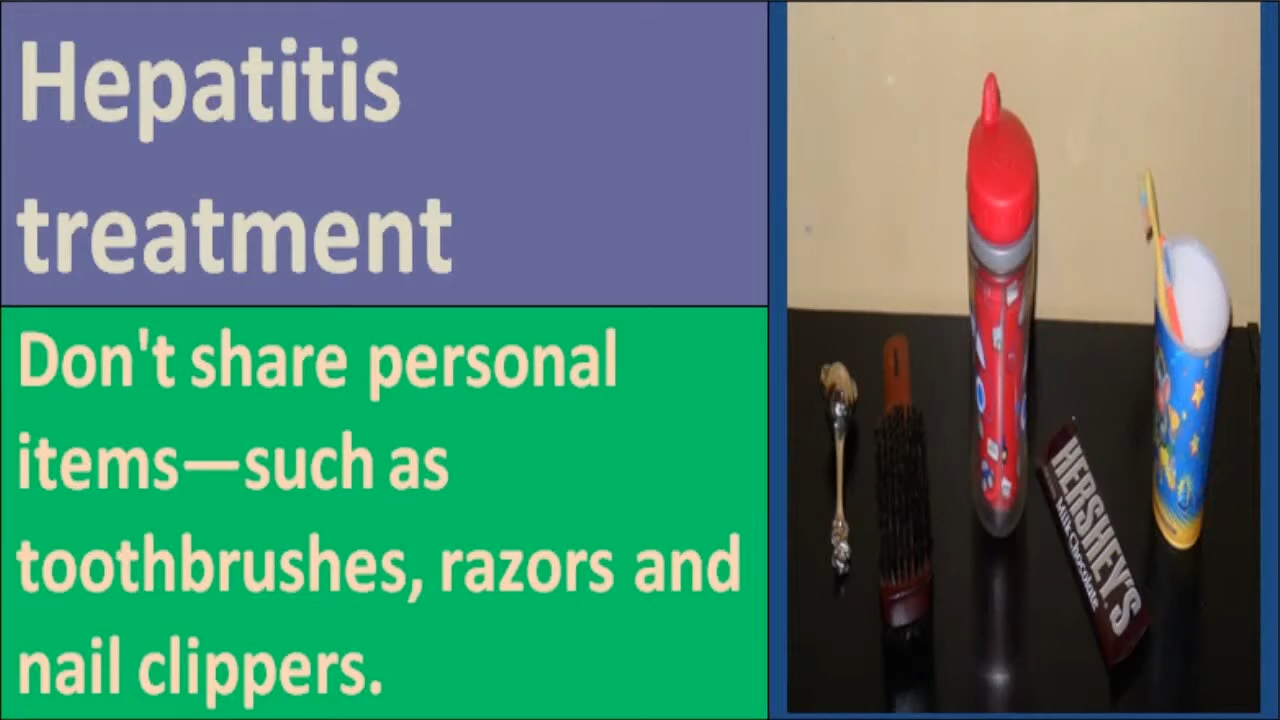 Hepatitis
treatment
Don't share personal
items—such as
toothbrushes, razors and
nail clippers.
HERSHEY'S
Milk Chocolate